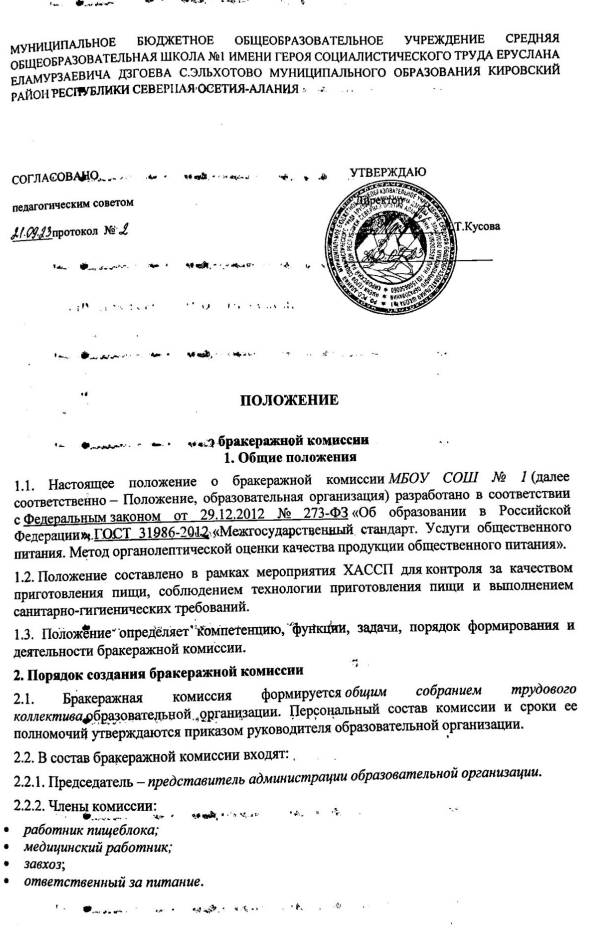 МУНИЦИПАЛЬНОЕ БЮДЖЕТНОЕ ОБЩЕОБРАЗОВАТЕЛЬНОЕ УЧРЕЖДЕНИЕ СРЕДНЯЯ
ОБЩЕОБРАЗОВАТЕЛЬНАЯ ШКОЛА №1 ИМЕНИ ГЕРОЯ СОЦИАЛИСТИЧЕСКОГО ТРУДА ЕРУСЛАНА
ЕЛАМУРЗАЕВИЧА ДЗГОЕВА С.ЭЛЬХОТОВО МУНИЦИПАЛЬНОГО ОБРАЗОВАНИЯ КИРОВСКИЙ
РАЙОН РЕСПУБЛИКИ СЕВЕРНАЯ ОСЕТИЯ-АЛАНИЯ
СОГЛАСОВАНО
УТВЕРЖДАЮ
педагогическим советом
Директор
Т.Кусова
21.09.23 протокол № 2
ПОЛОЖЕНИЕ
бракеражной комиссии
1. Общие положения
1.1. Настоящее положение о бракеражной комиссии МБОУ СОШ № 1 (далее
соответственно – Положение, образовательная организация) разработано в соответствии
с Федеральным законом от 29.12.2012 № 273-ФЗ «Об образовании в Российской
Федерации», ГОСТ 31986-2012 «Межгосударственный стандарт. Услуги общественного
питания. Метод органолептической оценки качества продукции общественного питания».
1.2. Положение составлено в рамках мероприятия ХАССП для контроля за качеством
приготовления пищи, соблюдением технологии приготовления пищи и выполнением
санитарно-гигиенических требований.
1.3. Положение определяет компетенцию, функции, задачи, порядок формирования и
деятельности бракеражной комиссии.
2. Порядок создания бракеражной комиссии
2.1. Бракеражная комиссия формируется общим собранием трудового
коллектива образовательной организации. Персональный состав комиссии и сроки ее
полномочий утверждаются приказом руководителя образовательной организации.
2.2. В состав бракеражной комиссии входят:
2.2.1. Председатель – представитель администрации образовательной организации.
2.2.2. Члены комиссии:
• работник пищеблока;
• медицинский работник;
• завхоз;
• ответственный за питание.